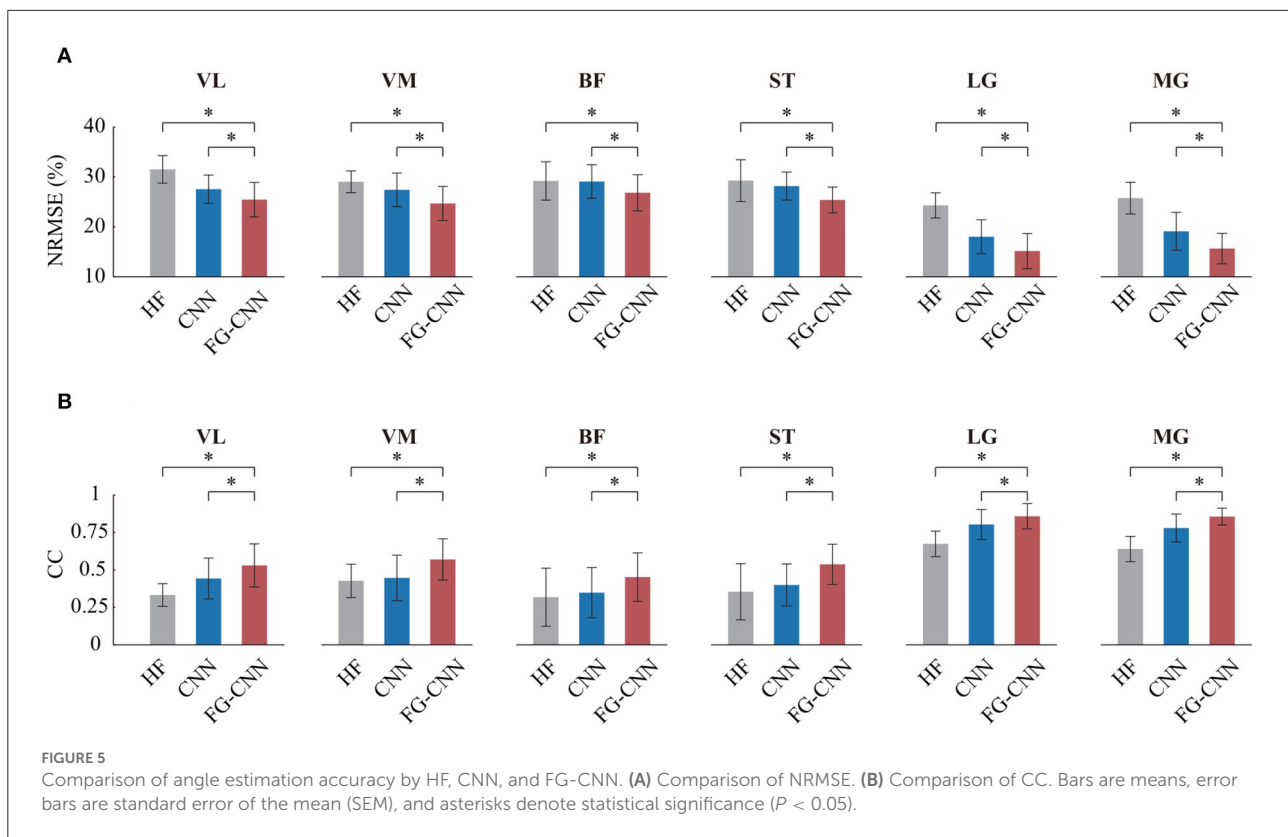 A
VL VM BF ST LG MG
* * * * * *
* * * * * *
NRMSE (%)
40
30
20
10
HF CNN FG-CNN HF CNN FG-CNN HF CNN FG-CNN HF CNN FG-CNN HF CNN FG-CNN HF CNN FG-CNN
B
VL VM BF ST LG MG
* * * * * *
* * * * * *
CC
1
0.75
0.5
0.25
0
HF CNN FG-CNN HF CNN FG-CNN HF CNN FG-CNN HF CNN FG-CNN HF CNN FG-CNN HF CNN FG-CNN
FIGURE 5
Comparison of angle estimation accuracy by HF, CNN, and FG-CNN. (A) Comparison of NRMSE. (B) Comparison of CC. Bars are means, error
bars are standard error of the mean (SEM), and asterisks denote statistical significance (P < 0.05).